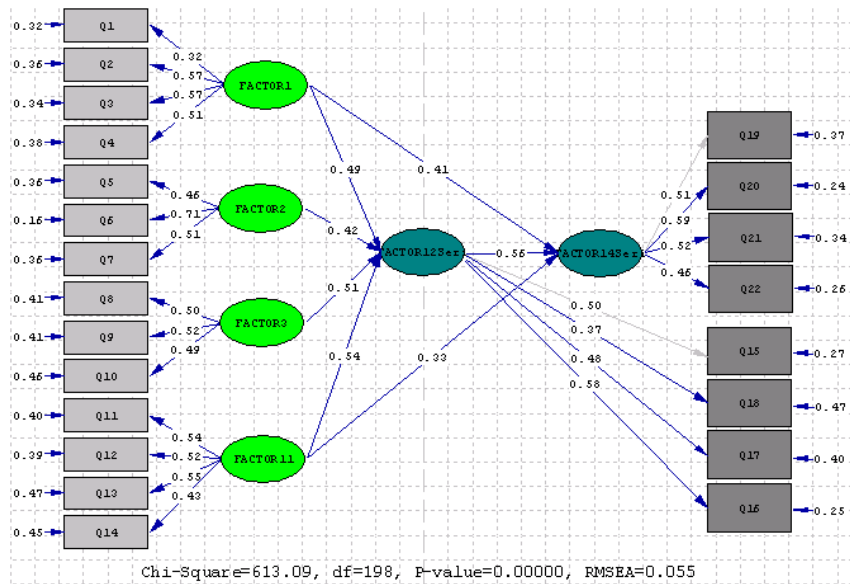 0.32 Q1
0.36 Q2
0.34 Q3
0.38 Q4
0.36 Q5
0.16 Q6
0.36 Q7
0.41 Q8
0.41 Q9
0.46 Q10
0.40 Q11
0.39 Q12
0.47 Q13
0.45 Q14
0.32
0.57
0.57
0.51
0.46
0.71
0.51
0.50
0.52
0.49
0.54
0.52
0.55
0.43
FACTOR1
FACTOR2
FACTOR3
FACTOR11
0.49
0.41
0.42
0.51
0.54
0.33
ACTOR12Ser
0.56
ACTOR14Ser
0.51
0.59
0.52
0.46
0.50
0.37
0.48
0.58
Q19 0.37
Q20 0.24
Q21 0.34
Q22 0.26
Q15 0.27
Q18 0.47
Q17 0.40
Q16 0.25
Chi-Square=613.09, df=198, P-value=0.00000, RMSEA=0.055